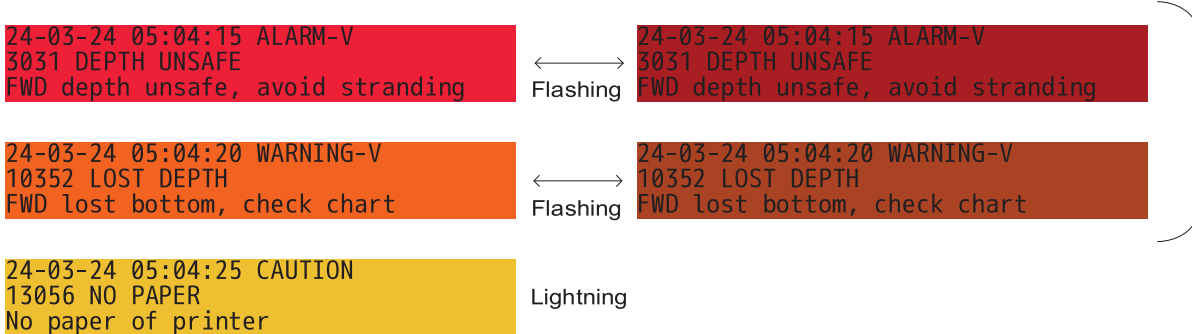 24-03-24 05:04:15 ALARM-V
3031 DEPTH UNSAFE
FWD depth unsafe, avoid stranding
Flashing
24-03-24 05:04:15 ALARM-V
3031 DEPTH UNSAFE
FWD depth unsafe, avoid stranding
24-03-24 05:04:20 WARNING-V
10352 LOST DEPTH
FWD lost bottom, check chart
Flashing
24-03-24 05:04:20 WARNING-V
10352 LOST DEPTH
FWD lost bottom, check chart
24-03-24 05:04:25 CAUTION
13056 NO PAPER
No paper of printer
Lightning